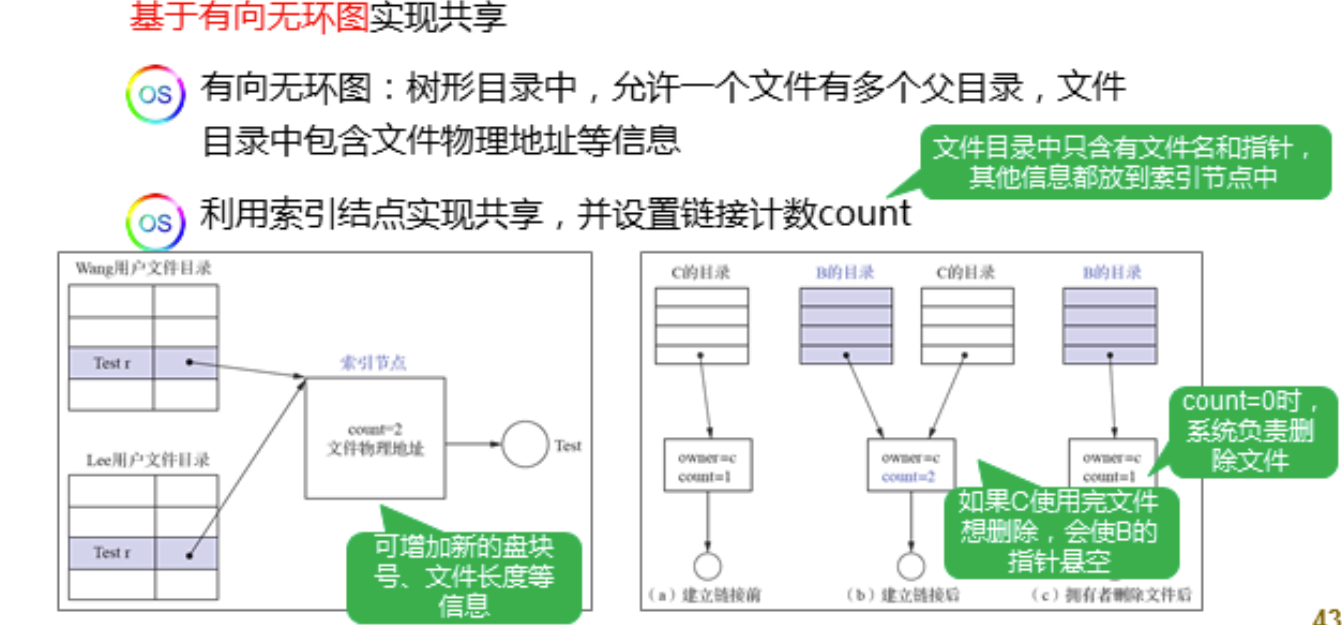 基于有向无环图实现共享
OS
有向无环图：树形目录中，允许一个文件有多个父目录，文件
目录中包含文件物理地址等信息
文件目录中只含有文件名和指针，
其他信息都放到索引节点中
OS
利用索引结点实现共享，并设置链接计数count
Wang用户文件目录
Test r
索引节点
count=2
文件物理地址
Test
Lee用户文件目录
Test r
可增加新的盘块
号、文件长度等
信息
C的目录
B的目录
C的目录
B的目录
owner=c
count=1
owner=c
count=2
owner=c
count=1
count=0时，
系统负责删
除文件
如果C使用完文件
想删除，会使B的
指针悬空
（a）建立链接前
（b）建立链接后
（c）拥有者删除文件后
43